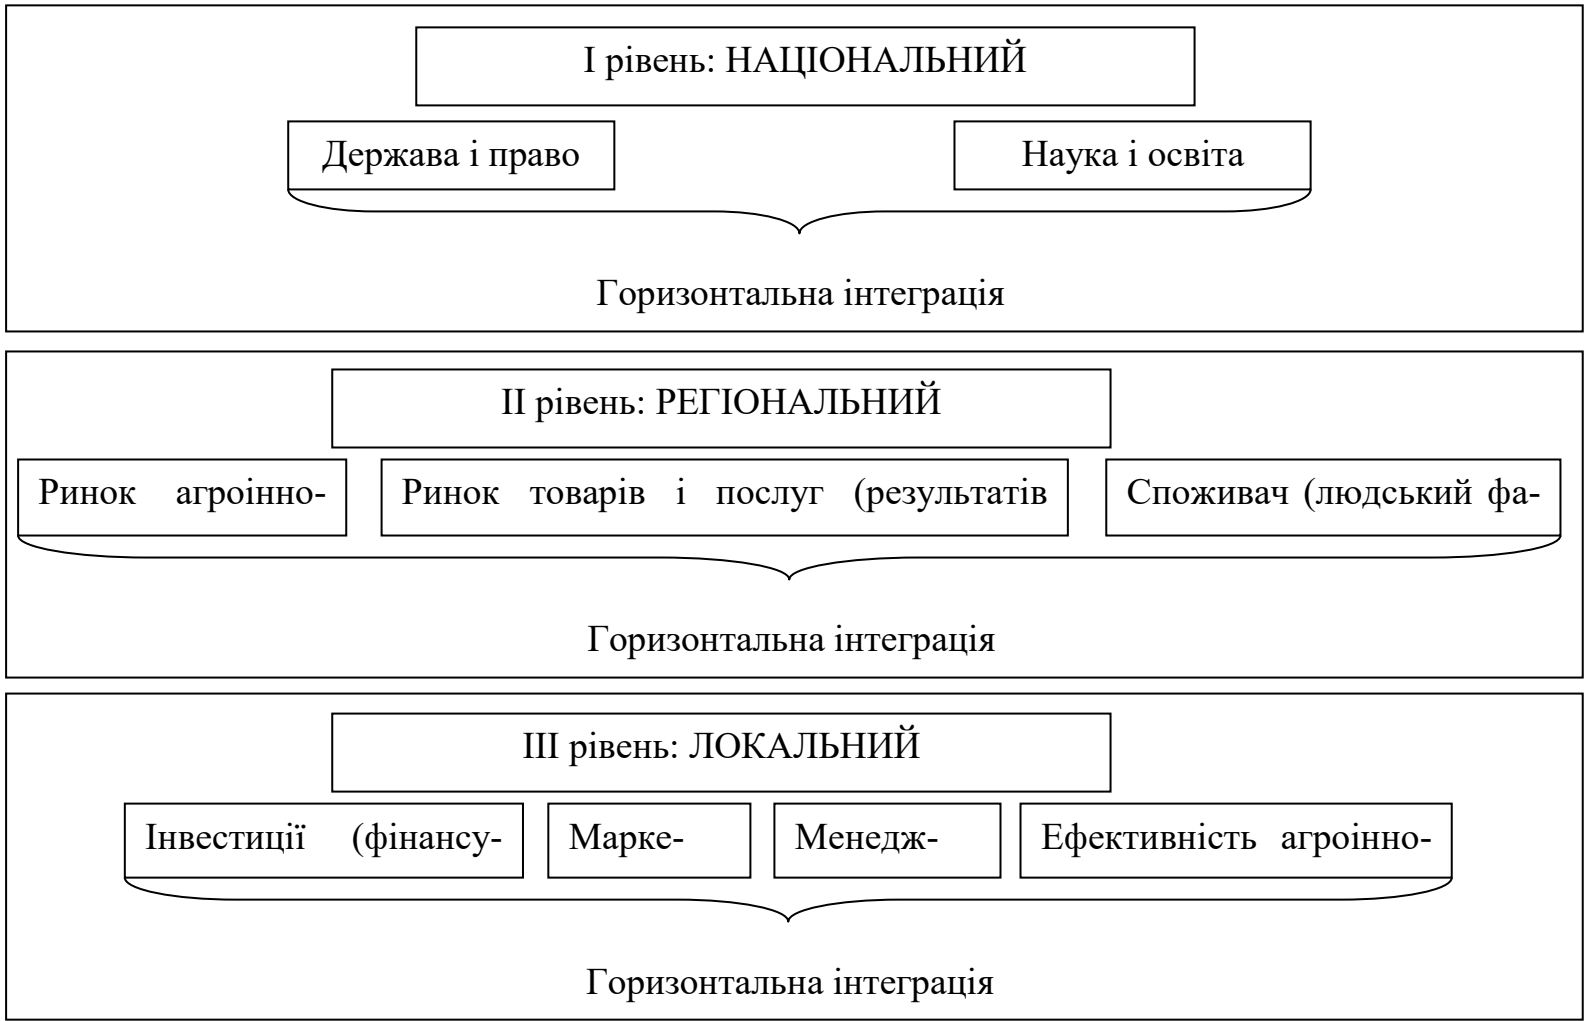 І рівень: НАЦІОНАЛЬНИЙ
Держава і право
Наука і освіта
Горизонтальна інтеграція
ІІ рівень: РЕГІОНАЛЬНИЙ
Ринок агроінно-
Ринок товарів і послуг (результатів
Споживач (людський фа-
Горизонтальна інтеграція
ІІІ рівень: ЛОКАЛЬНИЙ
Інвестиції (фінансу-
Марке-
Менедж-
Ефективність агроінно-
Горизонтальна інтеграція